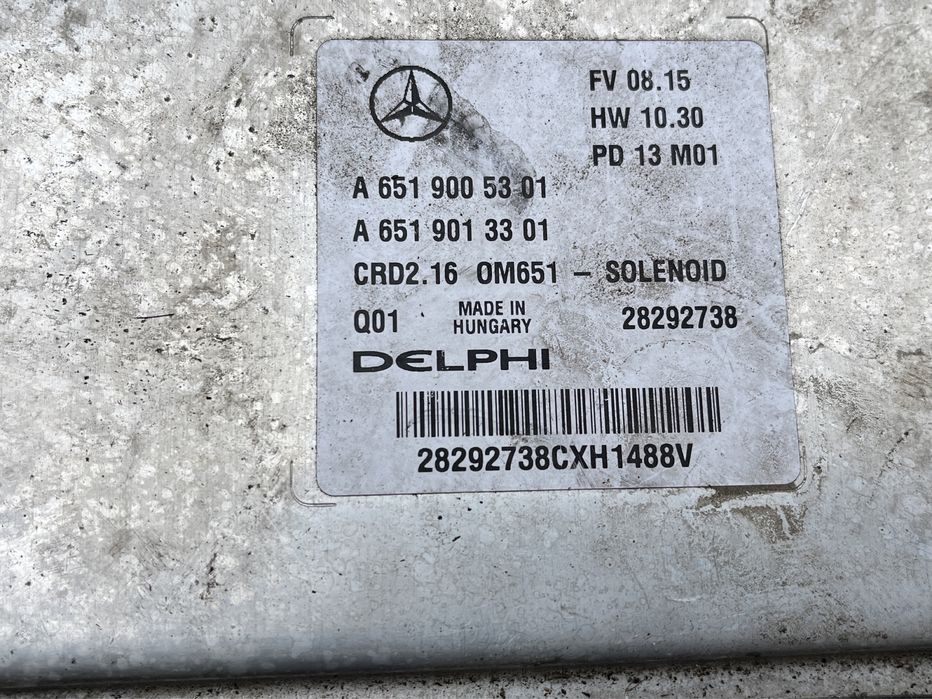 FV 08.15
HW 10.30
PD 13 M01
A 651 900 53 01
A 651 901 33 01
CRD2.16 OM651 – SOLENOID
Q01 MADE IN HUNGARY 28292738
DELPHI
28292738CXH1488V